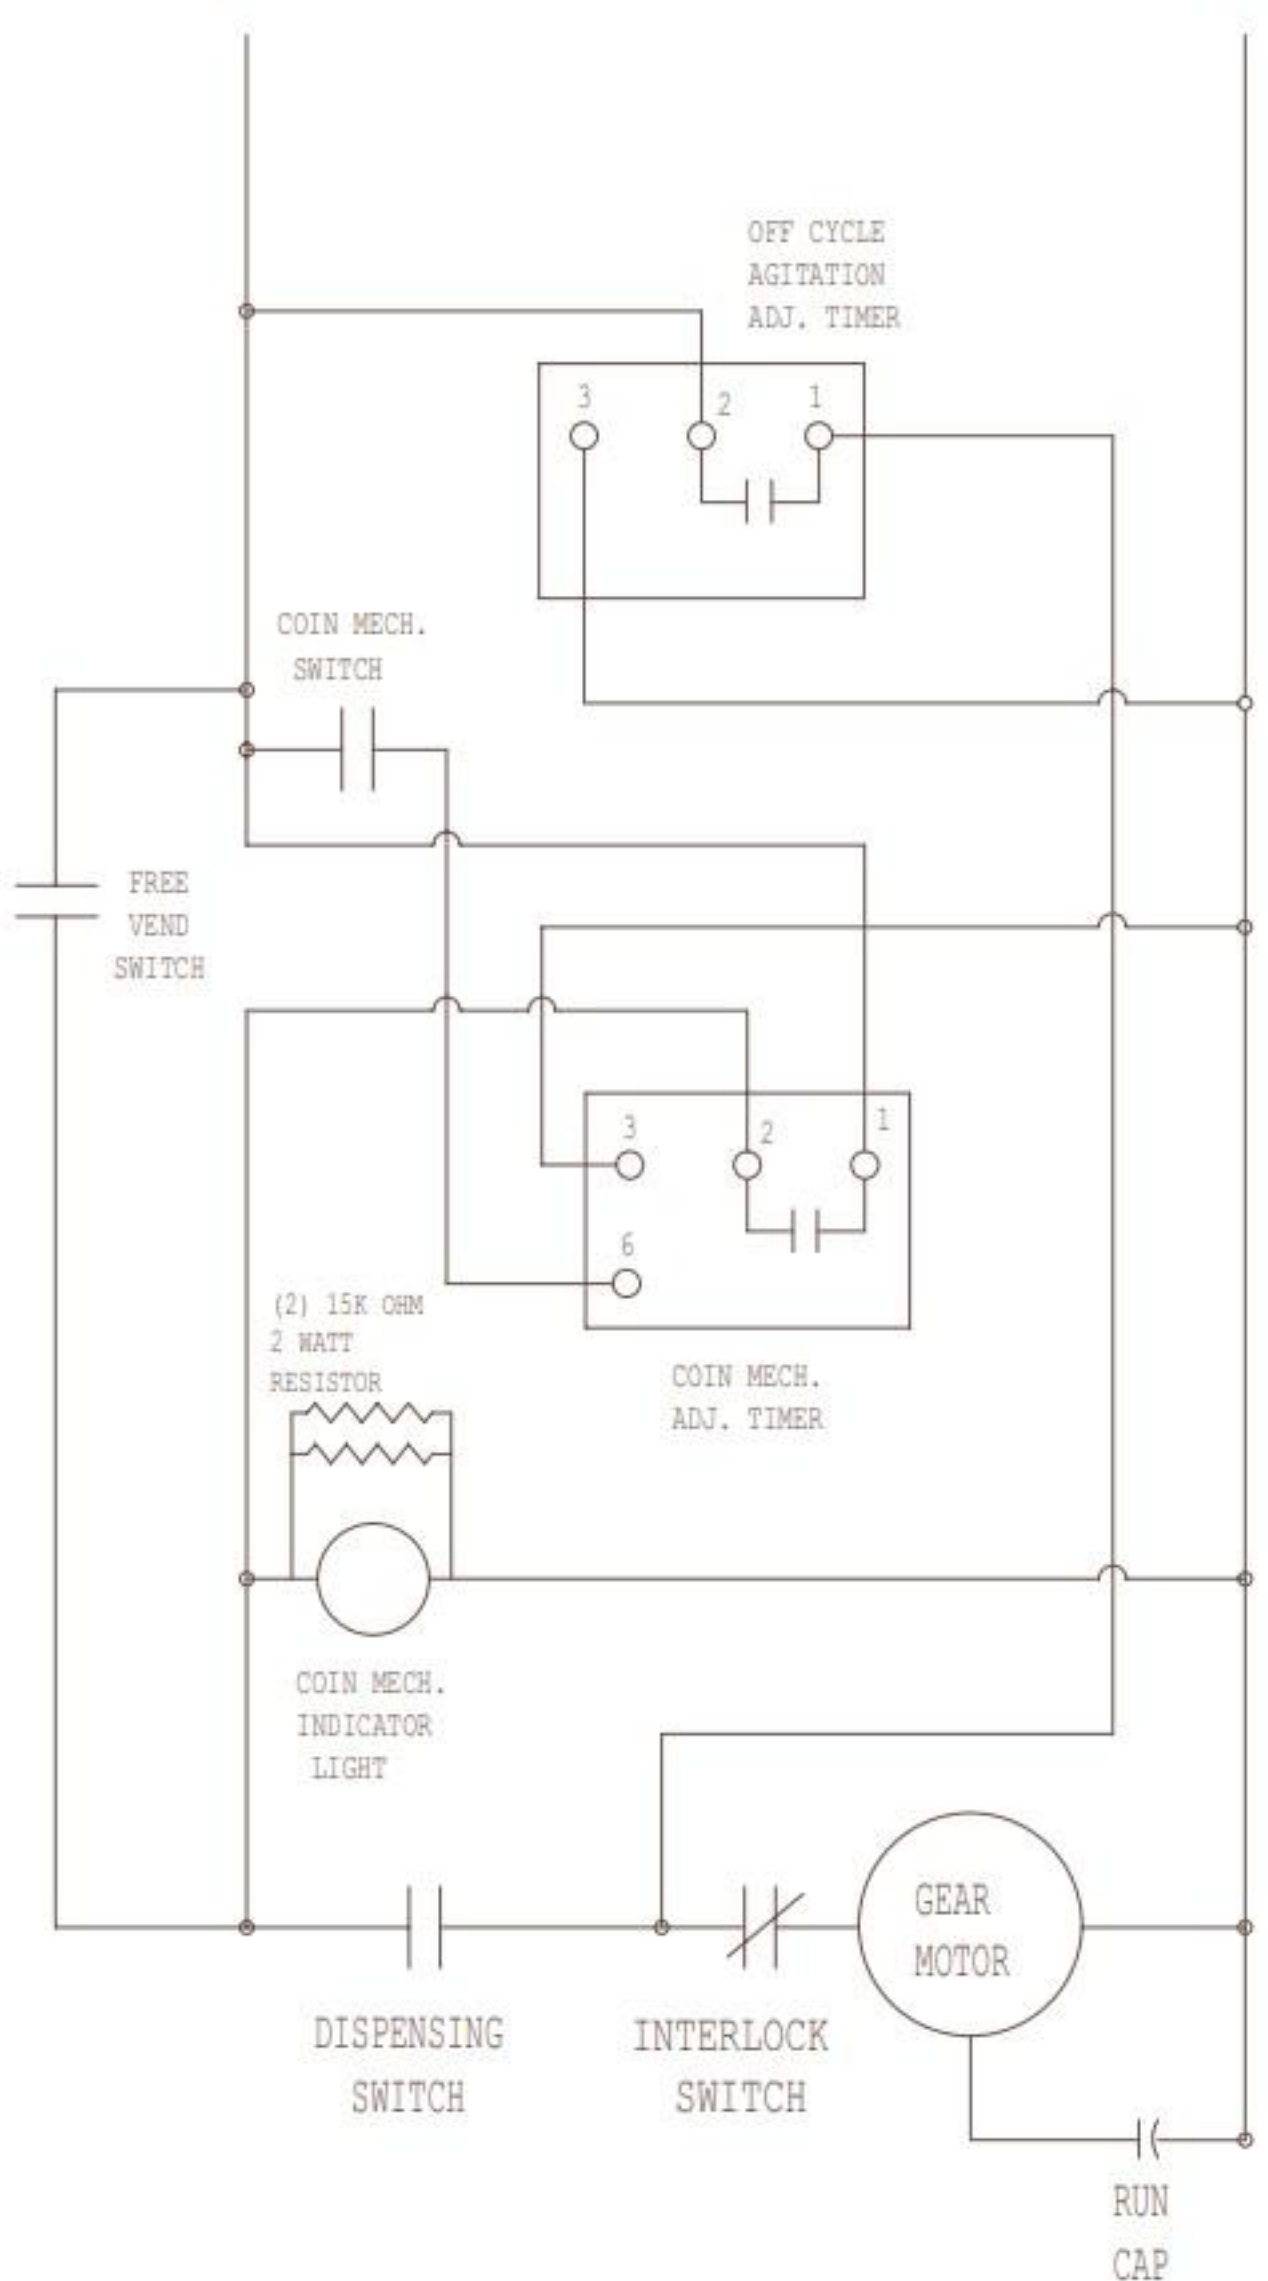 OFF CYCLE
AGITATION
ADJ. TIMER
3
2
1
COIN MECH.
SWITCH
FREE
VEND
SWITCH
3
2
1
6
(2) 15K OHM
2 WATT
RESISTOR
COIN MECH.
ADJ. TIMER
COIN MECH.
INDICATOR
LIGHT
GEAR
MOTOR
DISPENSING
SWITCH
INTERLOCK
SWITCH
RUN
CAP